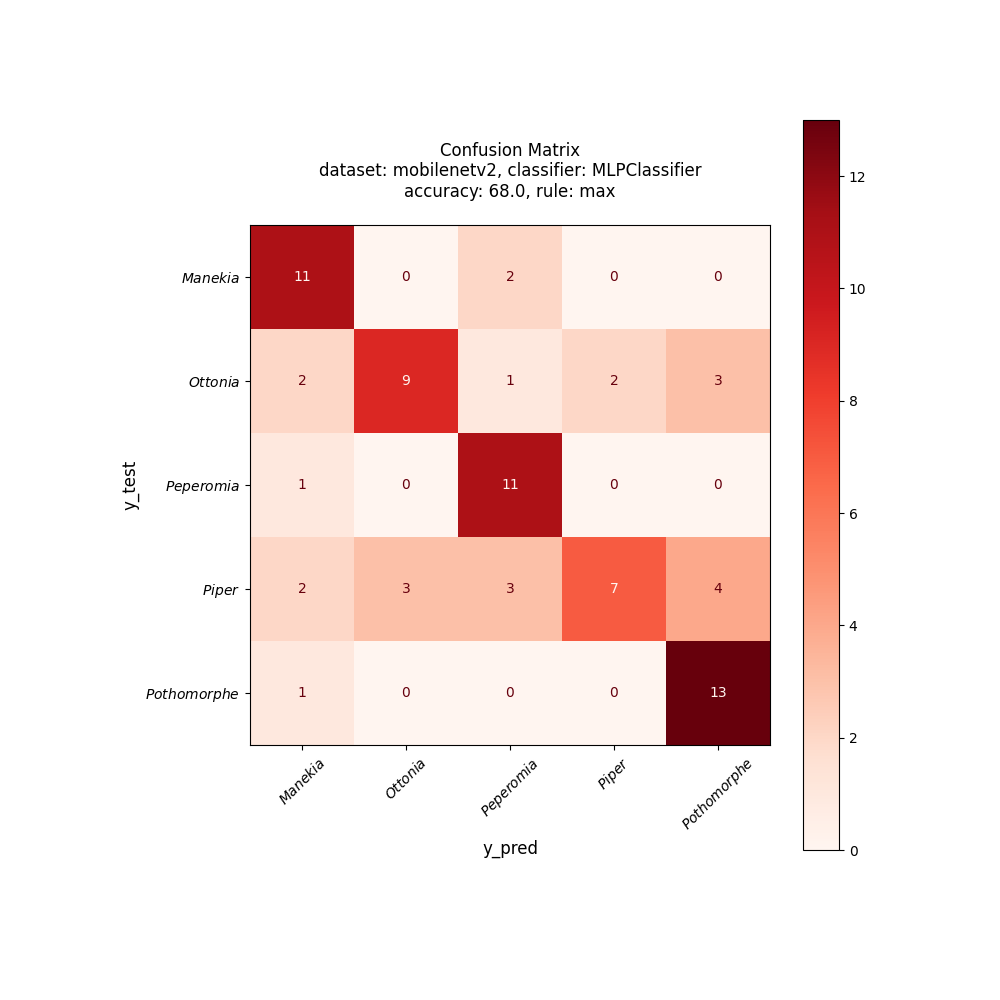 Confusion Matrix
dataset: mobilenetv2, classifier: MLPClassifier
accuracy: 68.0, rule: max
Manekia 11 0 2 0 0
Ottonia 2 9 1 2 3
Peperomia 1 0 11 0 0
Piper 2 3 3 7 4
Pothomorphe 1 0 0 0 13
y_test
Manekia Ottonia Peperomia Piper Pothomorphe
y_pred
12
10
8
6
4
2
0